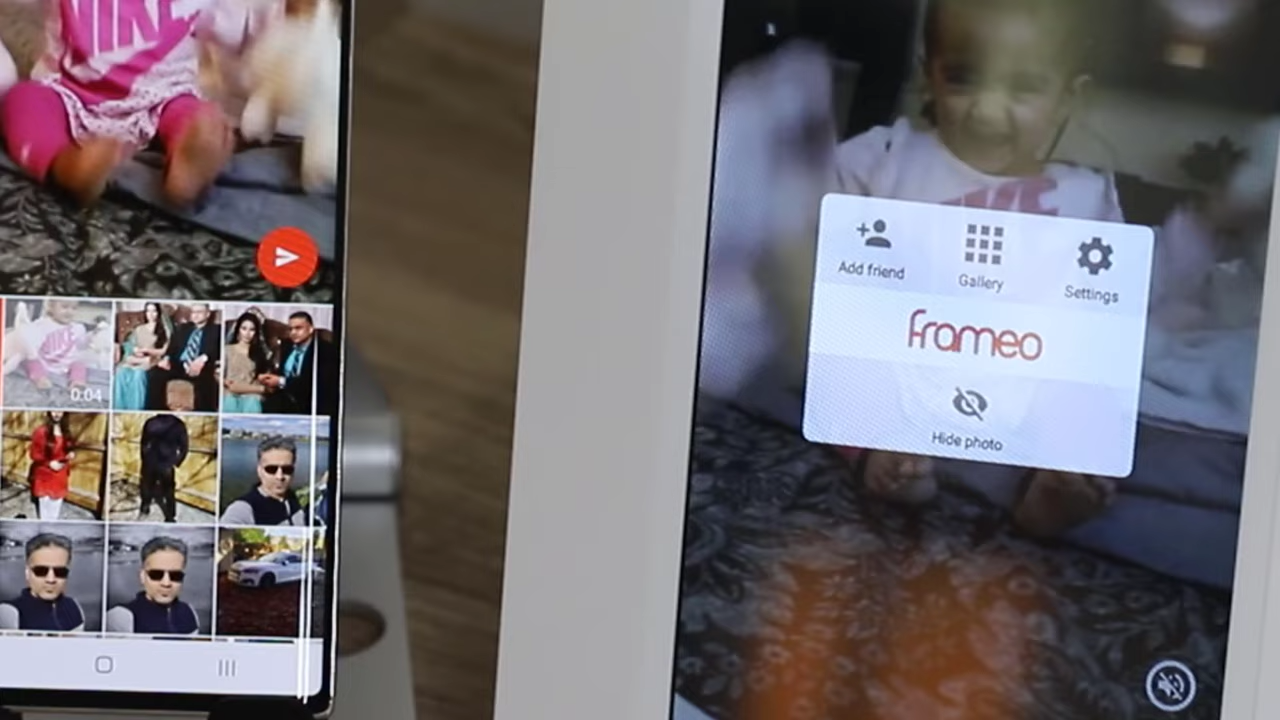 NIKE
0:04
Add friend
Gallery
Settings
frameo
Hide photo